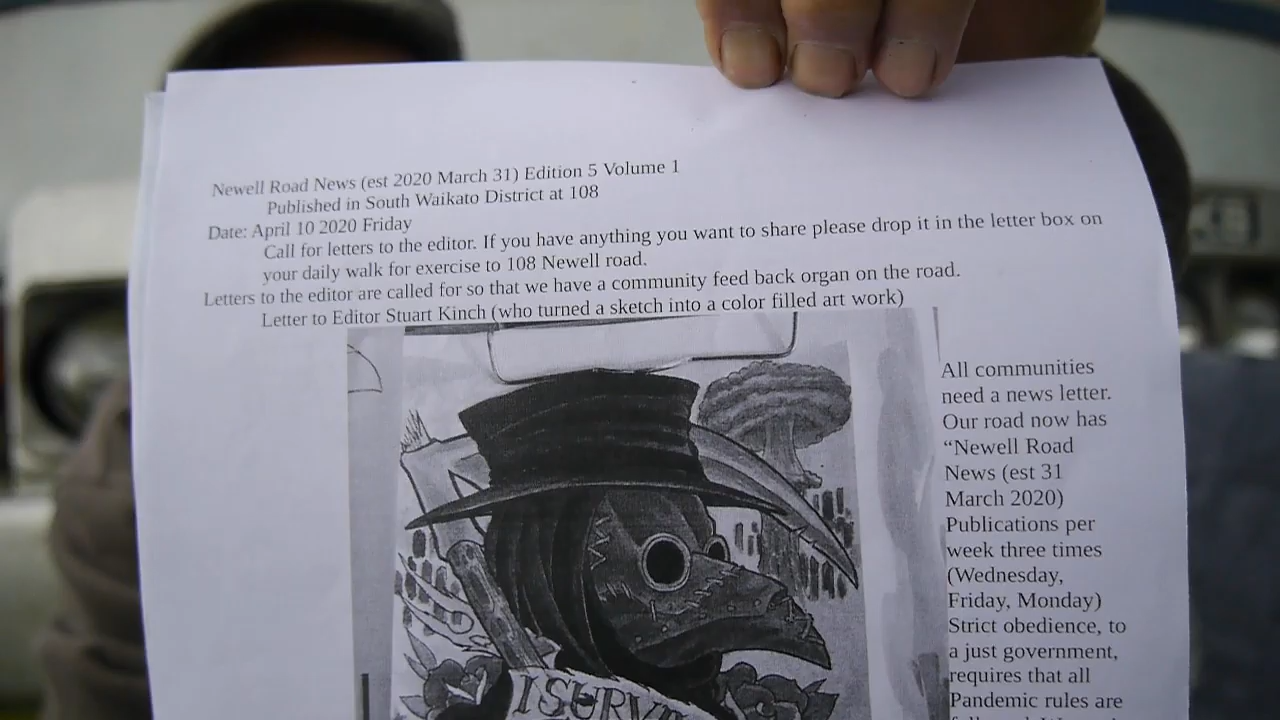 Newell Road News (est 2020 March 31) Edition 5 Volume 1
Published in South Waikato District at 108
Date: April 10 2020 Friday
Call for letters to the editor. If you have anything you want to share please drop it in the letter box on
your daily walk for exercise to 108 Newell road.
Letters to the editor are called for so that we have a community feed back organ on the road.
Letter to Editor Stuart Kinch (who turned a sketch into a color filled art work)
All communities
need a news letter.
Our road now has
“Newell Road
News (est 31
March 2020)
Publications per
week three times
(Wednesday,
Friday, Monday)
Strict obedience, to
a just government,
requires that all
Pandemic rules are
I SURV